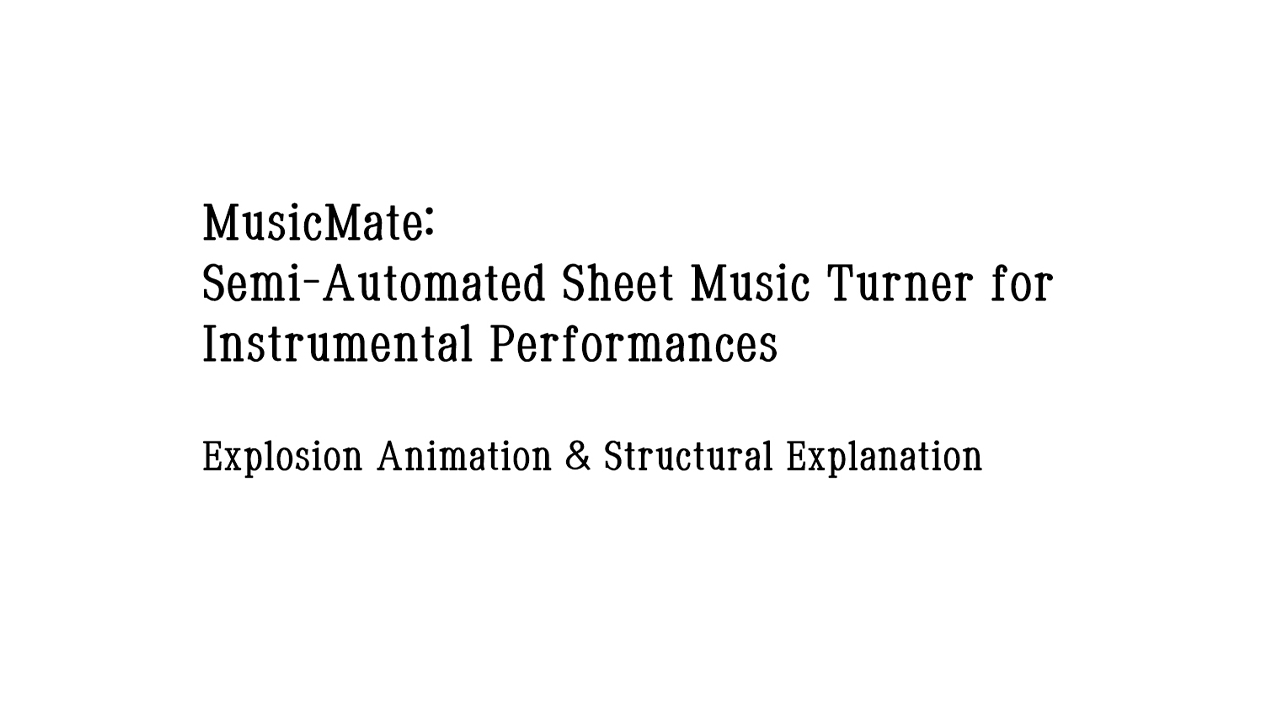 MusicMate:
Semi-Automated Sheet Music Turner for
Instrumental Performances
Explosion Animation & Structural Explanation